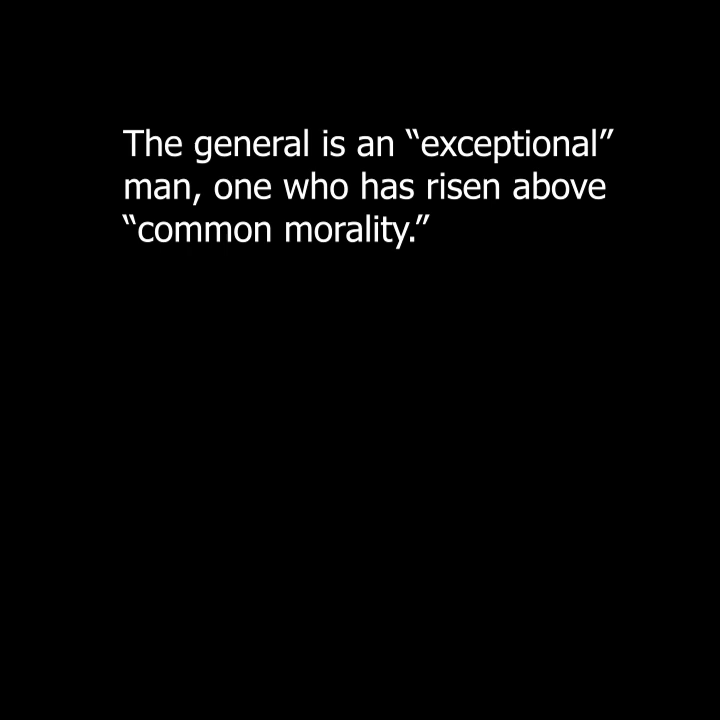 The general is an “exceptional”
man, one who has risen above
“common morality.”